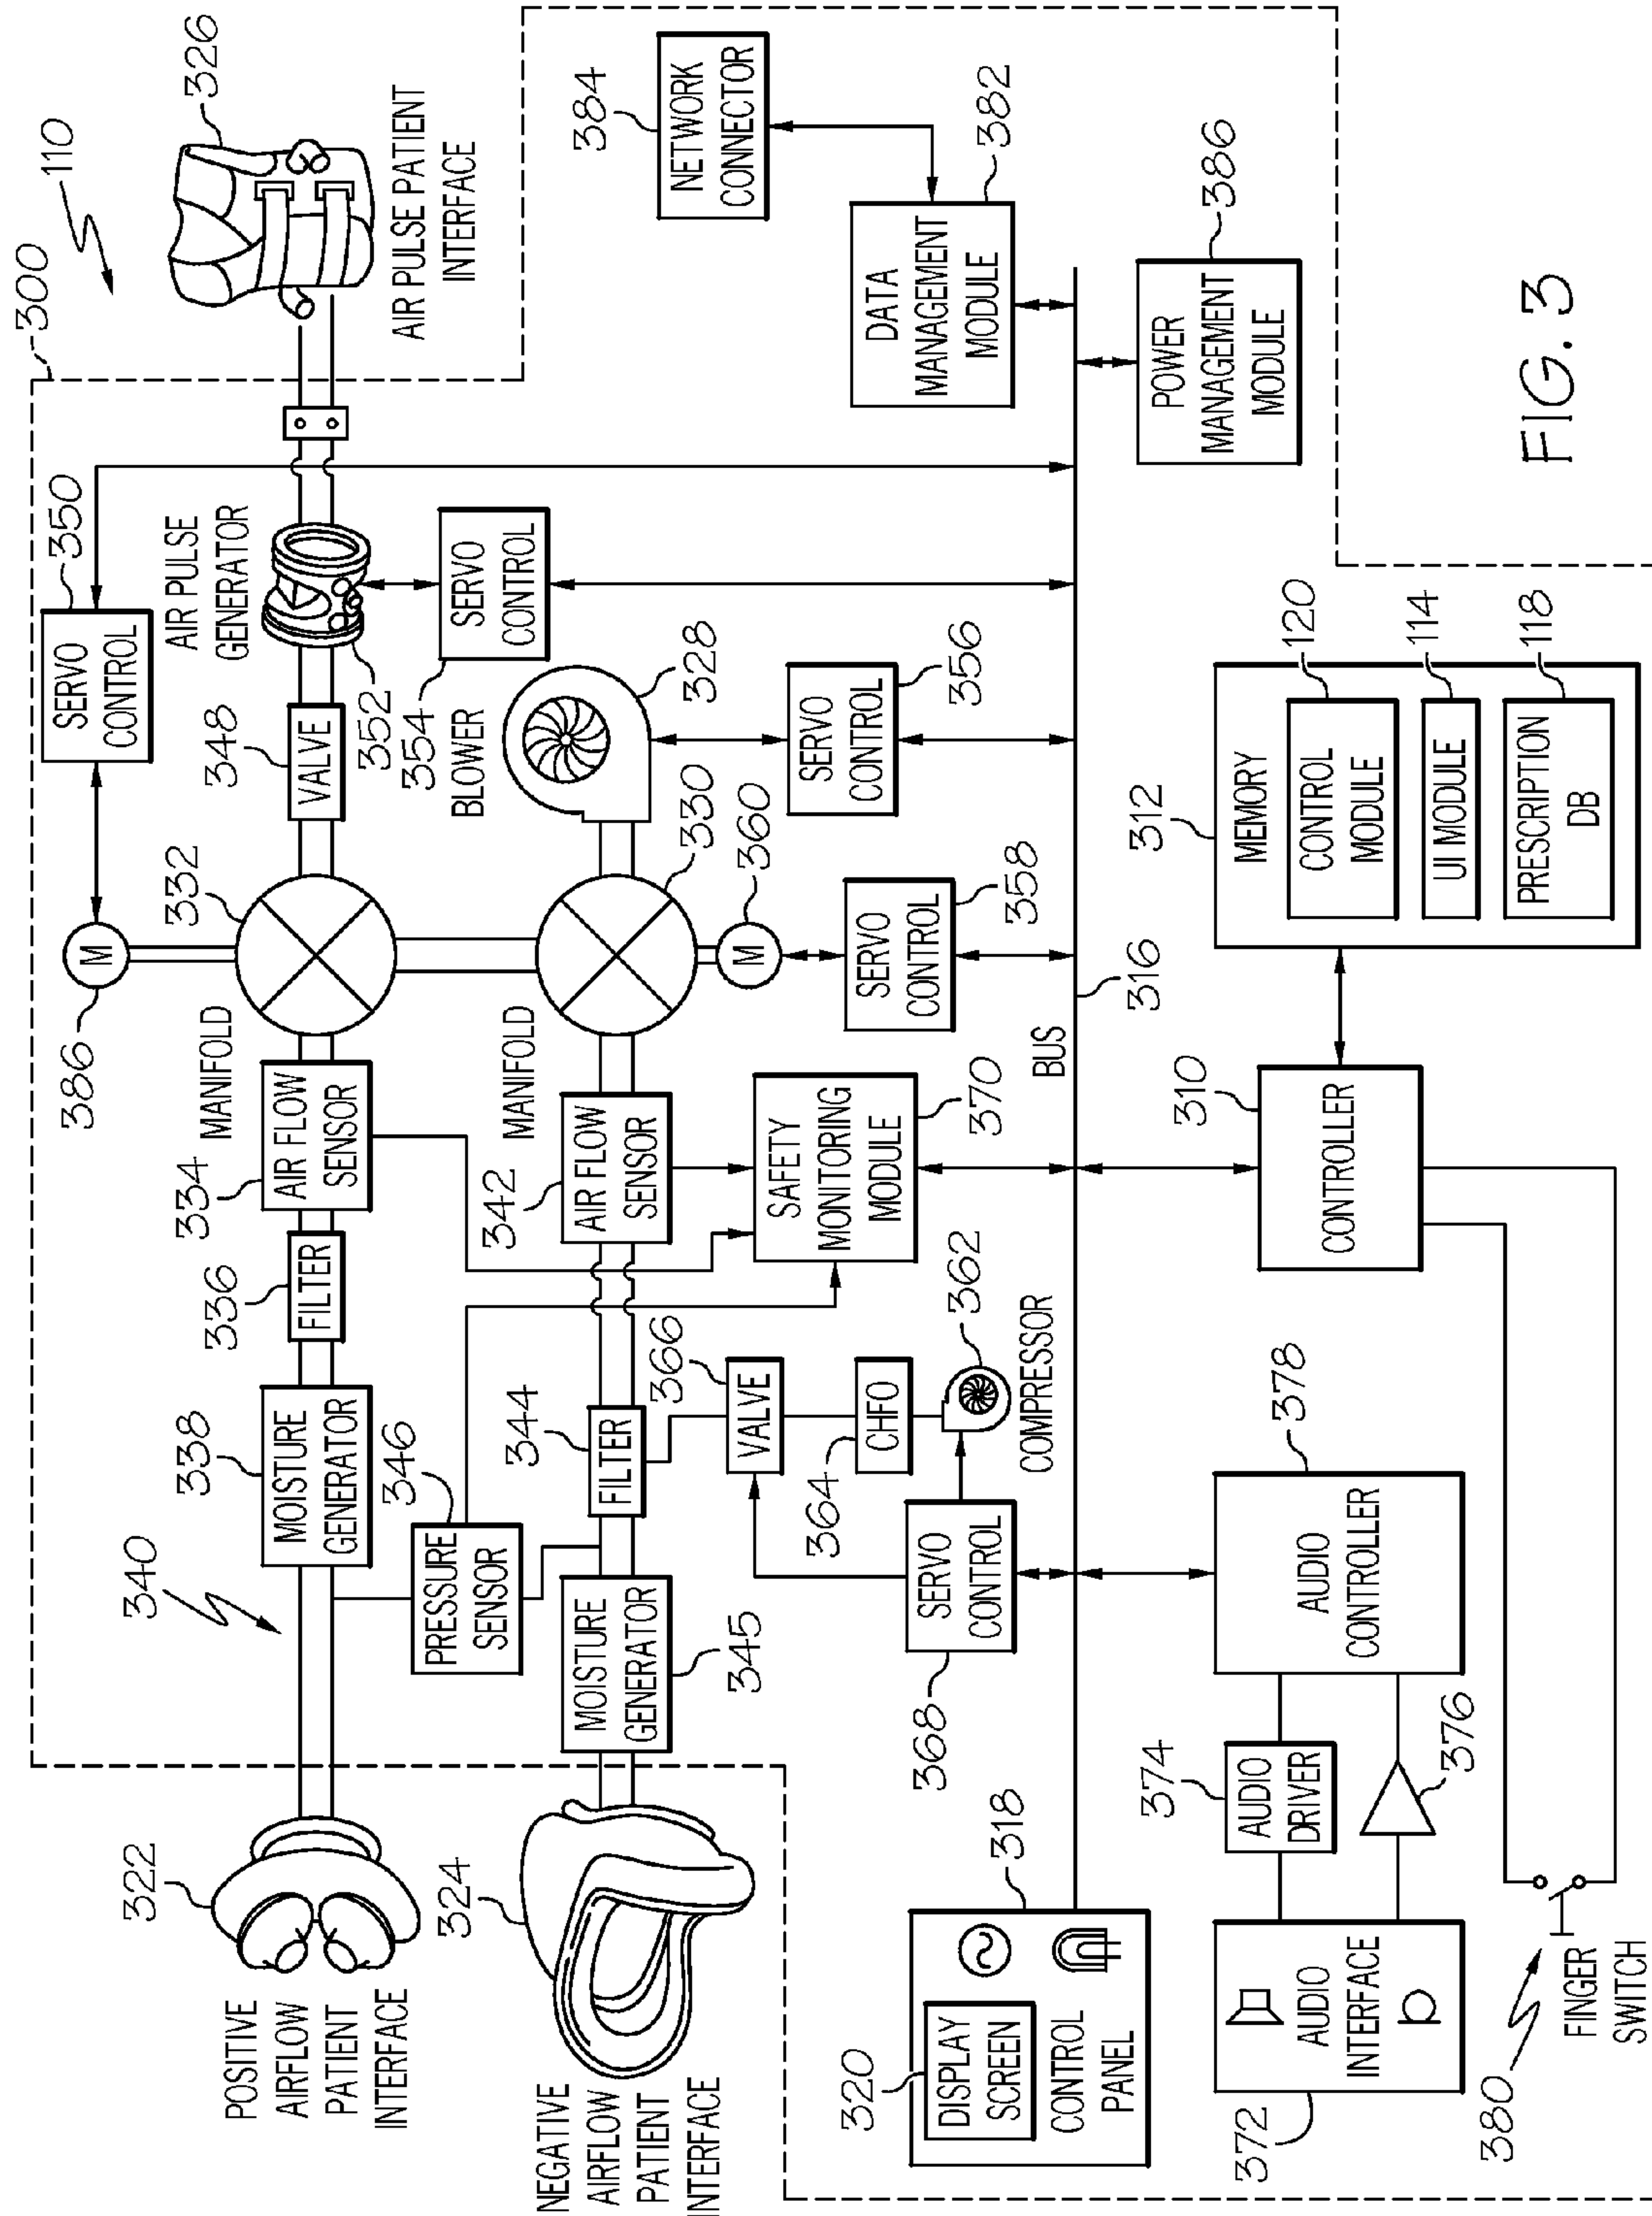 300
110
326
AIR PULSE PATIENT
INTERFACE
384
NETWORK
CONNECTOR
382
DATA
MANAGEMENT
MODULE
386
POWER
MANAGEMENT
MODULE
FIG. 3
350
SERVO
CONTROL
AIR PULSE
GENERATOR
352
354
SERVO
CONTROL
348
VALVE
BLOWER
328
356
SERVO
CONTROL
332
M
386
MANIFOLD
330
360
M
MANIFOLD
358
SERVO
CONTROL
316
BUS
312
MEMORY
CONTROL
MODULE
120
UI MODULE
114
PRESCRIPTION
DB
118
334
AIR FLOW
SENSOR
336
FILTER
338
MOISTURE
GENERATOR
340
342
AIR FLOW
SENSOR
344
FILTER
346
PRESSURE
SENSOR
MOISTURE
GENERATOR
345
SAFETY
MONITORING
MODULE
370
366
VALVE
364
CHFO
362
COMPRESSOR
368
SERVO
CONTROL
310
CONTROLLER
378
AUDIO
CONTROLLER
374
AUDIO
DRIVER
376
322
POSITIVE
AIRFLOW
PATIENT
INTERFACE
324
NEGATIVE
AIRFLOW
PATIENT
INTERFACE
318
320
DISPLAY
SCREEN
CONTROL
PANEL
372
AUDIO
INTERFACE
380
FINGER
SWITCH